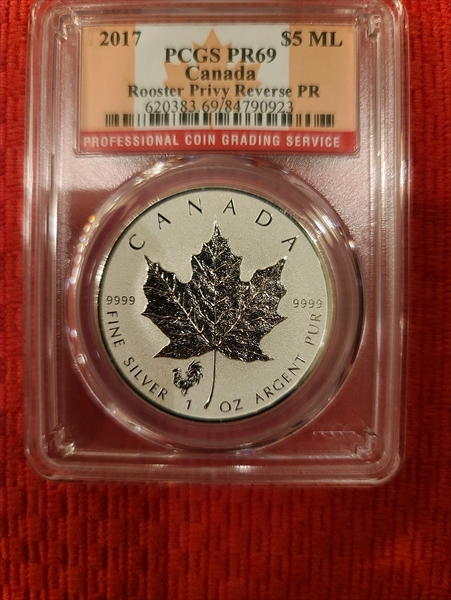 2017 $5 ML
PCGS PR69
Canada
Rooster Privy Reverse PR
620383.69/84790923
PROFESSIONAL COIN GRADING SERVICE
CANADA
9999 9999
FINE SILVER 1 OZ ARGENT PUR